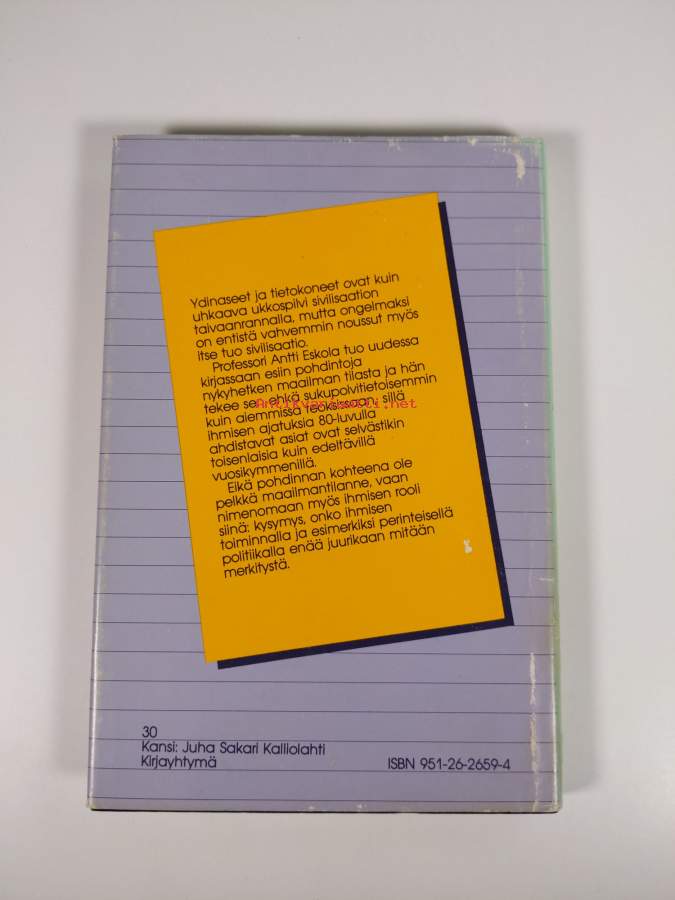 Ydinaseet ja tietokoneet ovat kuin
uhkaava ukkospilvi sivilisaation
taivaanrannalla, mutta ongelmaksi
on entistä vahvemmin noussut myös
itse tuo sivilisaatio.
Professori Antti Eskola tuo uudessa
kirjassaan esiin pohdintoja
nykyhetken maailman tilasta ja hän
tekee sen ehkä sukupolvitietoisemmin
kuin aiemmissa teoksissaan, sillä
Antikvariaatti.net
ihmisen ajatuksia 80-luvulla
ahdistavat asiat ovat selvästikin
toisenlaisia kuin edeltävillä
vuosikymmenillä.
Eikä pohdinnan kohteena ole
pelkkä maailmantilanne, vaan
nimenomaan myös ihmisen rooli
siinä: kysymys, onko ihmisen
toiminnalla ja esimerkiksi perinteisellä
politiikalla enää juurikaan mitään
merkitystä.
30
Kansi: Juha Sakari Kalliolahti
Kirjayhtymä
ISBN 951-26-2659-4